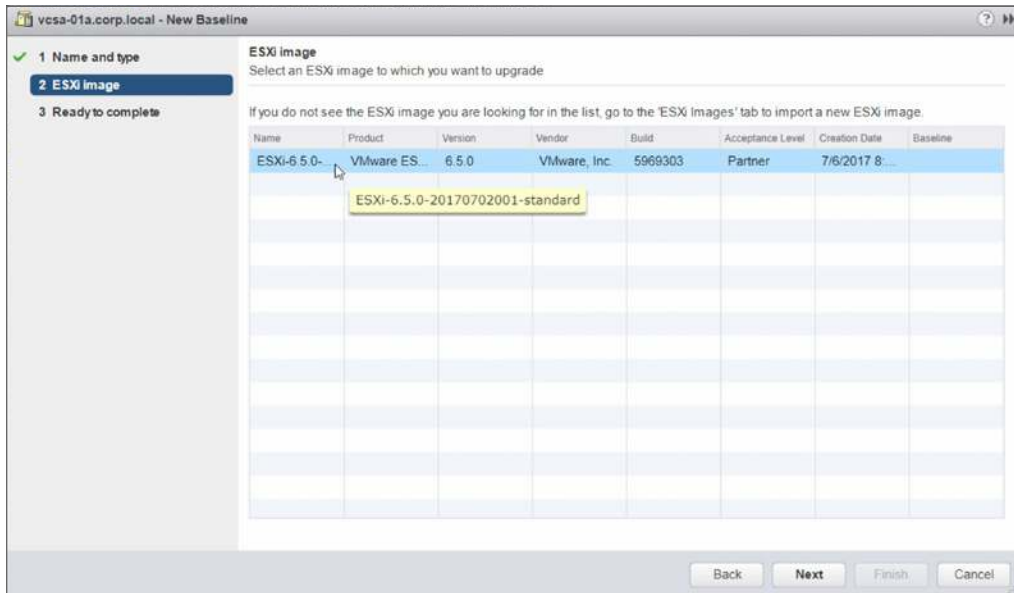 vcsa-01a.corp.local - New Baseline
1 Name and type
2 ESXi image
3 Ready to complete
ESXi image
Select an ESXi image to which you want to upgrade
If you do not see the ESXi image you are looking for in the list, go to the 'ESXi Images' tab to import a new ESXi image.
Name Product Version Vendor Build Acceptance Level Creation Date Baseline
ESXi-6.5.0-... VMware ES... 6.5.0 VMware, Inc. 5969303 Partner 7/6/2017 8:...
ESXi-6.5.0-20170702001-standard
Back Next Finish Cancel